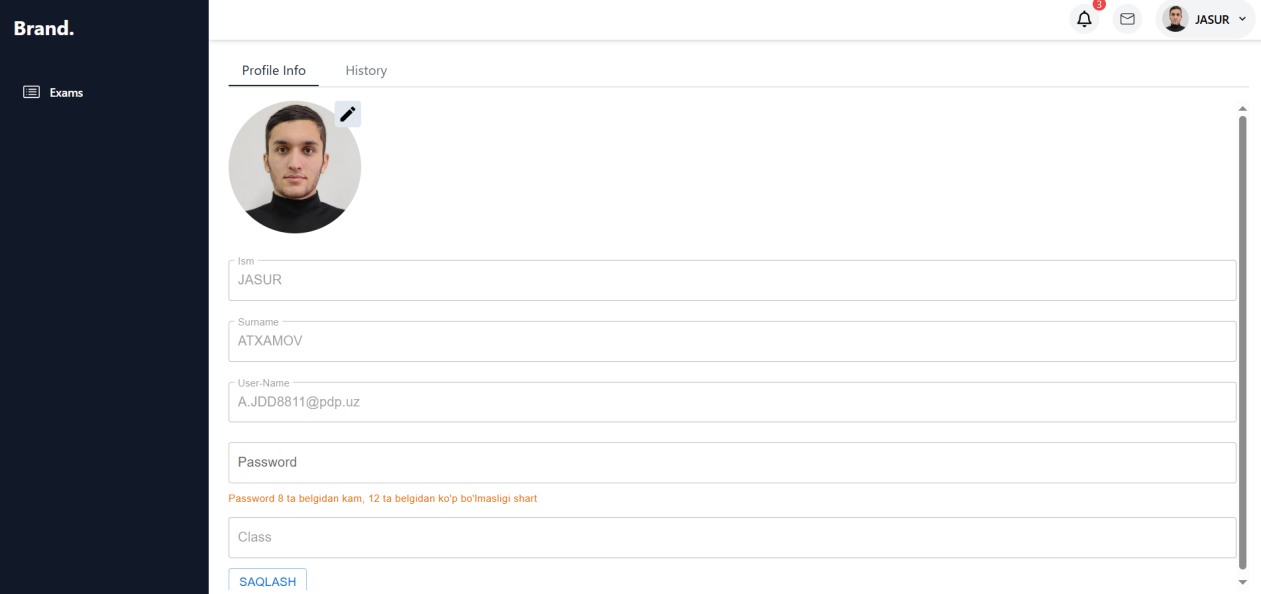 Brand.
3
JASUR
Exams
Profile Info
History
Ism
JASUR
Surname
ATXAMOV
User-Name
A.JDD8811@pdp.uz
Password
Password 8 ta belgidan kam, 12 ta belgidan ko'p bo'lmasligi shart
Class
SAQLASH